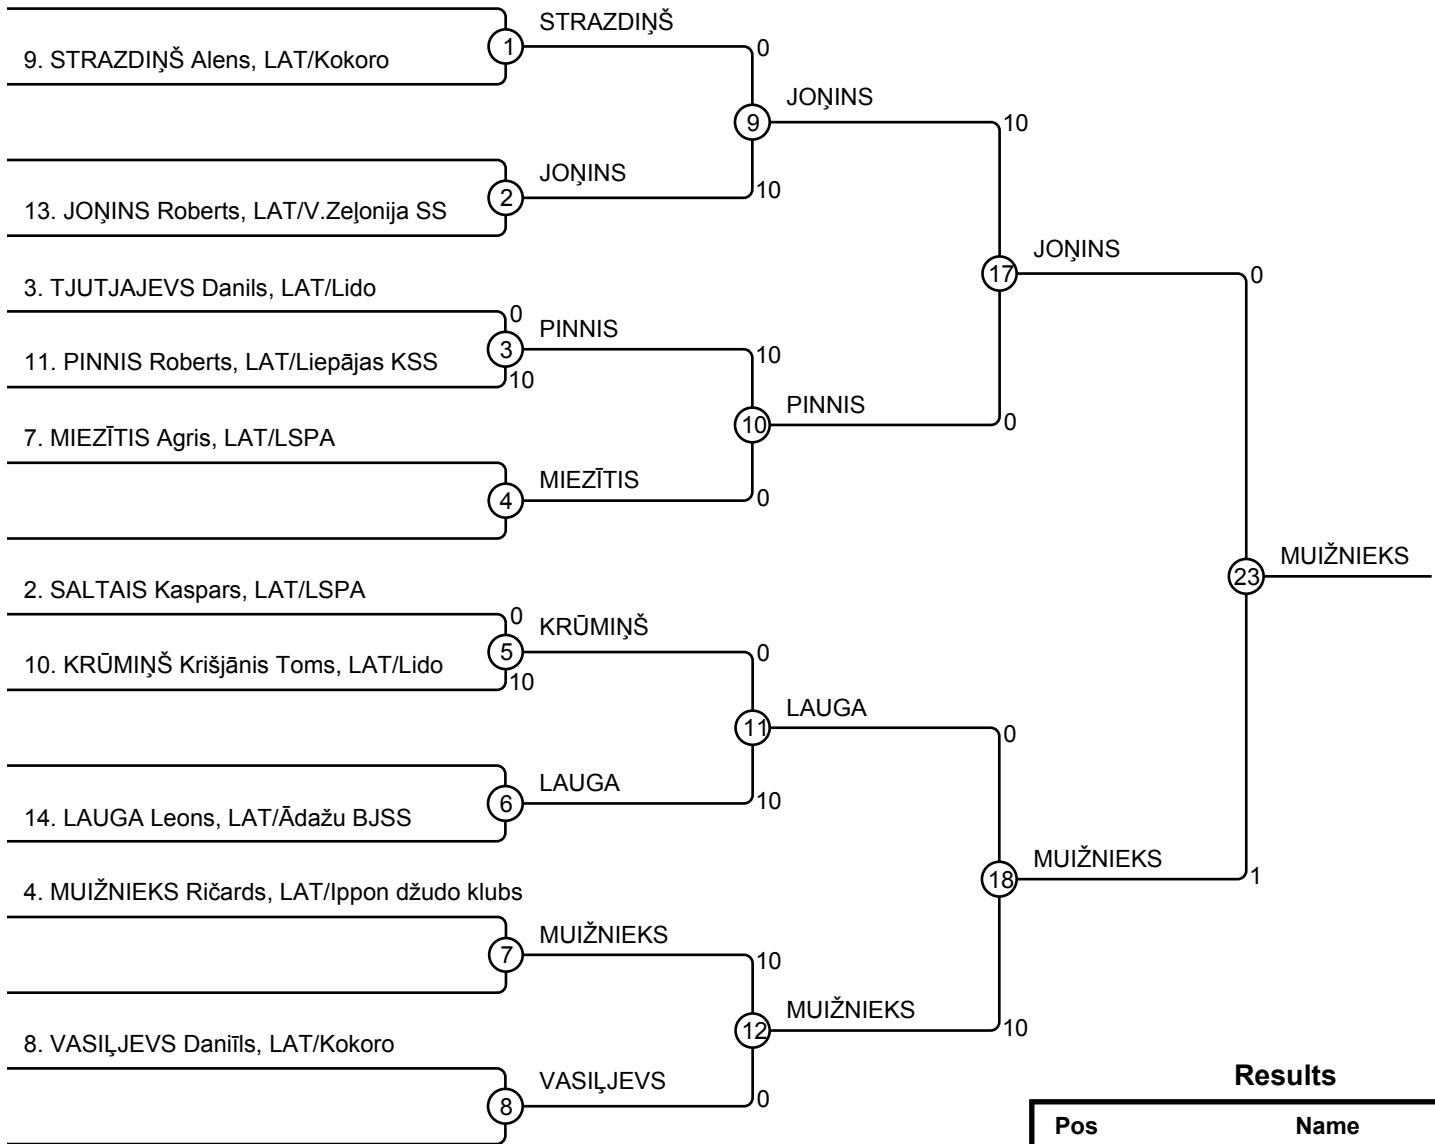 STRAZDIŅŠ
1
0
9. STRAZDIŅŠ Alens, LAT/Kokoro
JOŅINS
9
10
JOŅINS
10
2
13. JOŅINS Roberts, LAT/V.Zeļonija SS
JOŅINS
17
0
3. TJUTJAJEVS Danils, LAT/Lido
0
PINNIS
3
10
11. PINNIS Roberts, LAT/Liepājas KSS
10
PINNIS
10
0
7. MIEZĪTIS Agris, LAT/LSPA
MIEZĪTIS
4
0
MUIŽNIEKS
23
2. SALTAIS Kaspars, LAT/LSPA
0
KRŪMIŅŠ
5
0
10. KRŪMIŅŠ Krišjānis Toms, LAT/Lido
10
LAUGA
11
0
LAUGA
6
10
14. LAUGA Leons, LAT/Ādažu BJSS
MUIŽNIEKS
18
1
4. MUIŽNIEKS Ričards, LAT/Ippon džudo klubs
MUIŽNIEKS
7
10
MUIŽNIEKS
12
10
8. VASIĻJEVS Daniīls, LAT/Kokoro
VASIĻJEVS
8
0
Results
Pos Name